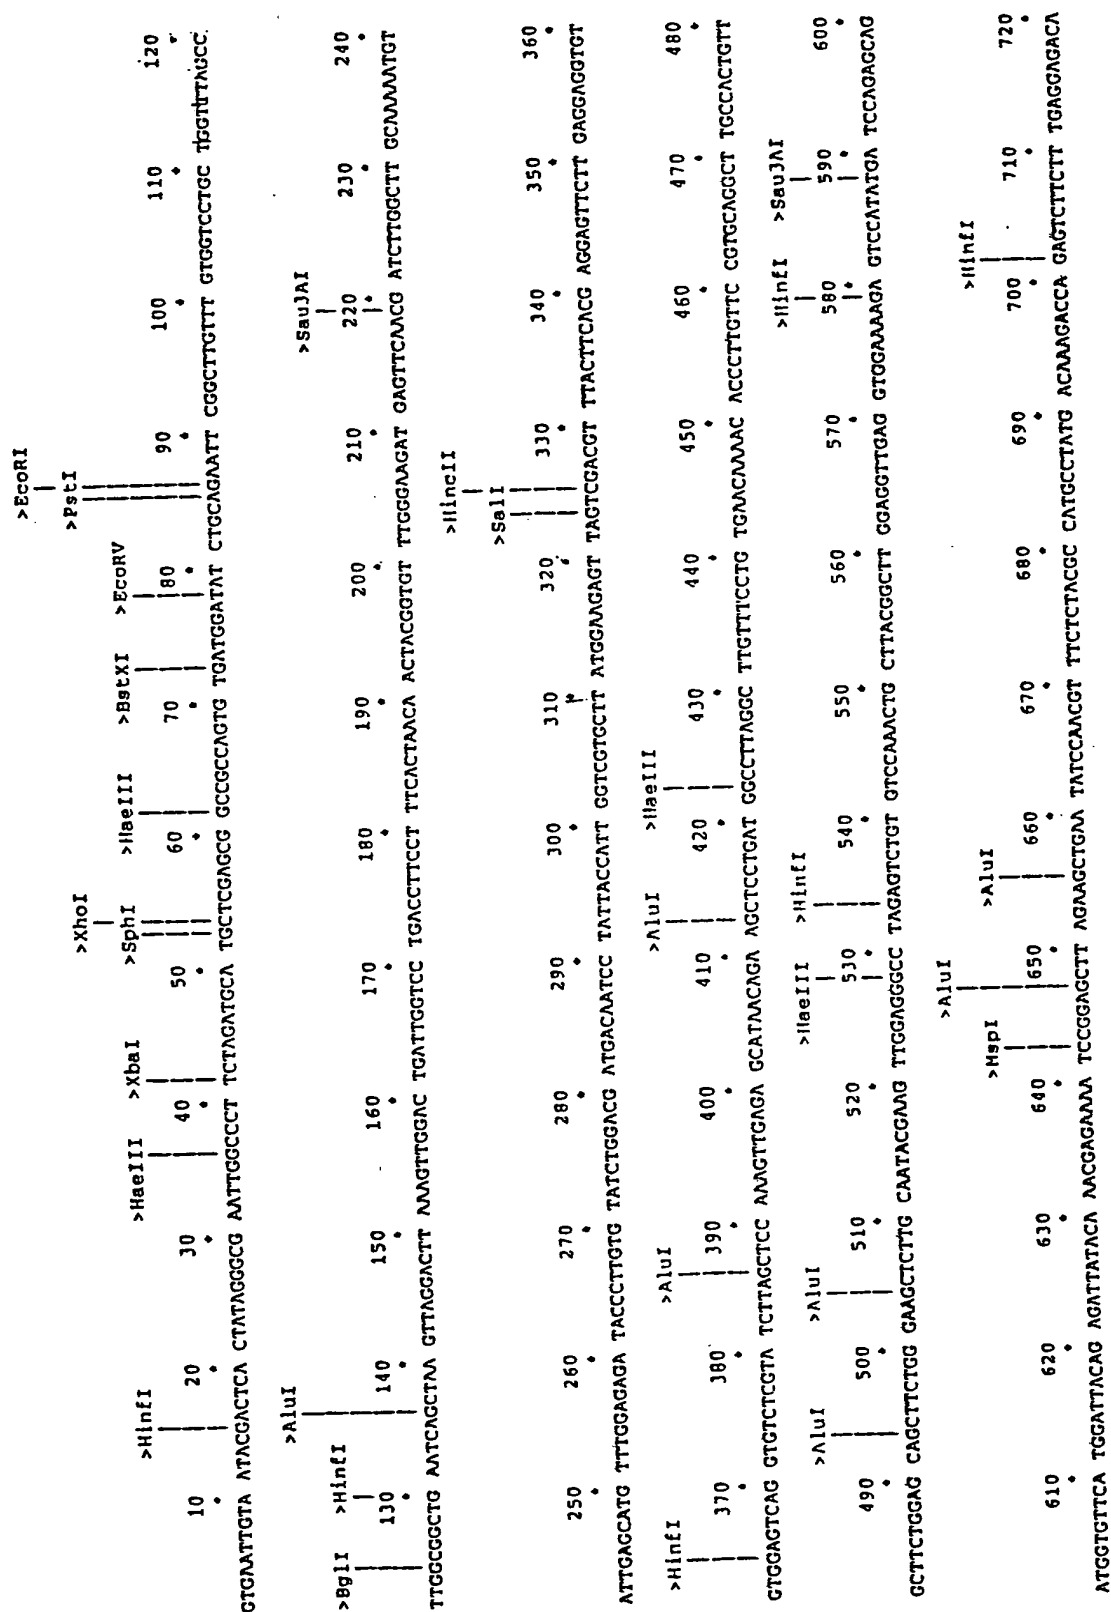 >XhoI >EcoRI
>HinfI >HaeIII >XbaI >SphI >HaeIII >BstXI >EcoRV >PstI
10 20 30 40 50 60 70 80 90 100 110 120
GTGAATTGTA ATACGACTCA CTATAGGGCG AATTGGCCCT TCTAGATGCA TGCTCGAGCG GCCGCCAGTG TGATGGATAT CTGCAGAATT CGGCTTGTTT GTGGTCCTGC TGGTTTAGCC
>AluI >Sau3AI
>BglI >HinfI
130 140 150 160 170 180 190 200 210 220 230 240
TTGGCGGCTG AATCAGCTAA GTTAGGACTT AAAGTTGGAC TGATTGGTCC TGACCTTCCT TTCACTAACA ACTACGGTGT TTGGGAAGAT GAGTTCAACG ATCTTGGCTT GCAAAAATGT
>HincII
>SalI
250 260 270 280 290 300 310 320 330 340 350 360
ATTGAGCATG TTTGGAGAGA TACCCTTGTG TATCTGGACG ATGACAATCC TATTACCATT GGTCGTGCTT ATGGAAGAGT TAGTCGACGT TTACTTCACG AGGAGTTCTT GAGGAGGTGT
>HinfI >AluI >AluI >HaeIII
370 380 390 400 410 420 430 440 450 460 470 480
GTGGAGTCAG GTGTCTCGTA TCTTAGCTCC AAAGTTGAGA GCATAACAGA AGCTCCTGAT GGCCTTAGGC TTGTTTCCTG TGAACAAAAC ACCCTTGTTC CGTGCAGGCT TGCCACTGTT
>AluI >AluI >HaeIII >HinfI >HinfI >Sau3AI
490 500 510 520 530 540 550 560 570 580 590 600
GCTTCTGGAG CAGCTTCTGG GAAGCTCTTG CAATACGAAG TTGGAGGGCC TAGAGTCTGT GTCCAAACTG CTTACGGCTT GGAGGTTGAG GTGGAAAAGA GTCCATATGA TCCAGAGCAG
>AluI
>MspI >AluI >HinfI
610 620 630 640 650 660 670 680 690 700 710 720
ATGGTGTTCA TGGATTACAG AGATTATACA AACGAGAAAA TCCGGAGCTT AGAAGCTGAA TATCCAACGT TTCTCTACGC CATGCCTATG ACAAAGACCA GAGTCTTCTT TGAGGAGACA